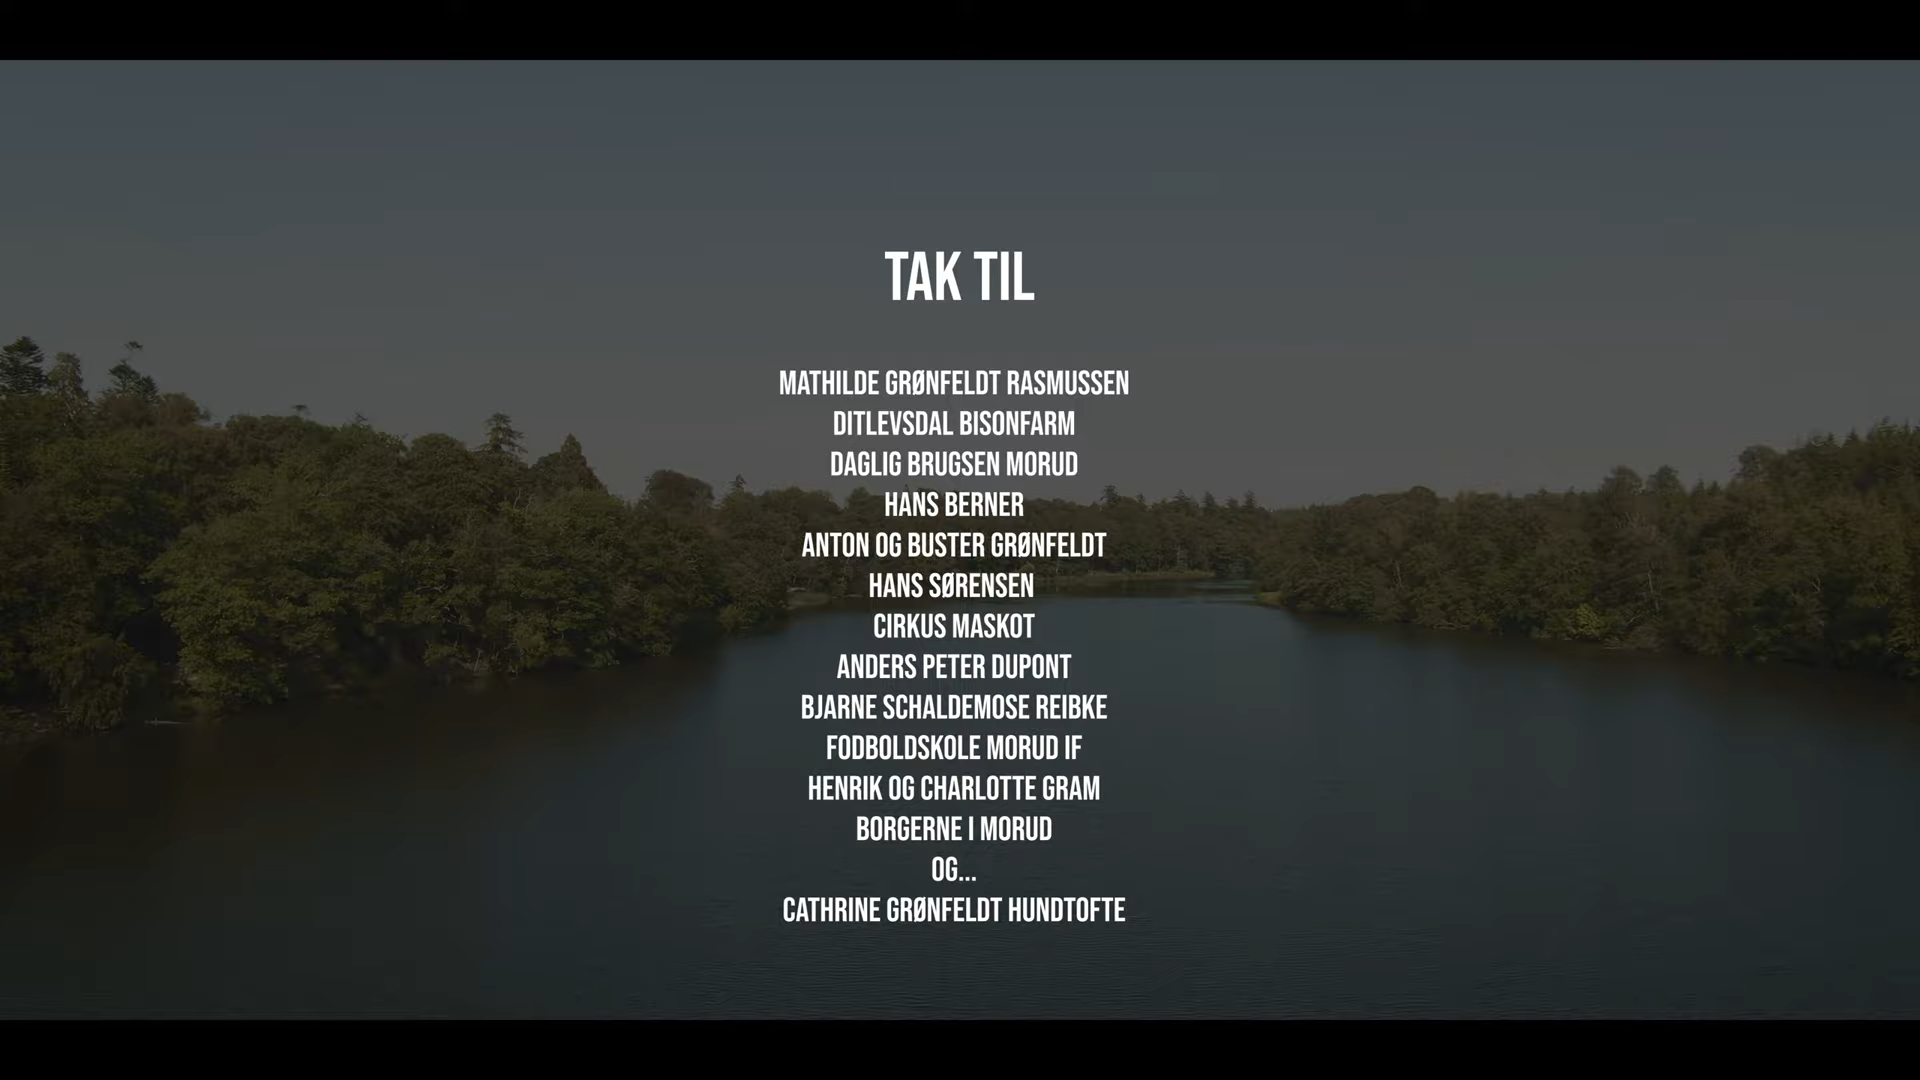 TAK TIL
MATHILDE GRØNFELDT RASMUSSEN
DITLEVSDAL BISONFARM
DAGLIG BRUGSEN MORUD
HANS BERNER
ANTON OG BUSTER GRØNFELDT
HANS SØRENSEN
CIRKUS MASKOT
ANDERS PETER DUPONT
BJARNE SCHALDEMOSE REIBKE
FODBOLDSKOLE MORUD IF
HENRIK OG CHARLOTTE GRAM
BORGERNE I MORUD
OG...
CATHRINE GRØNFELDT HUNDTOFTE